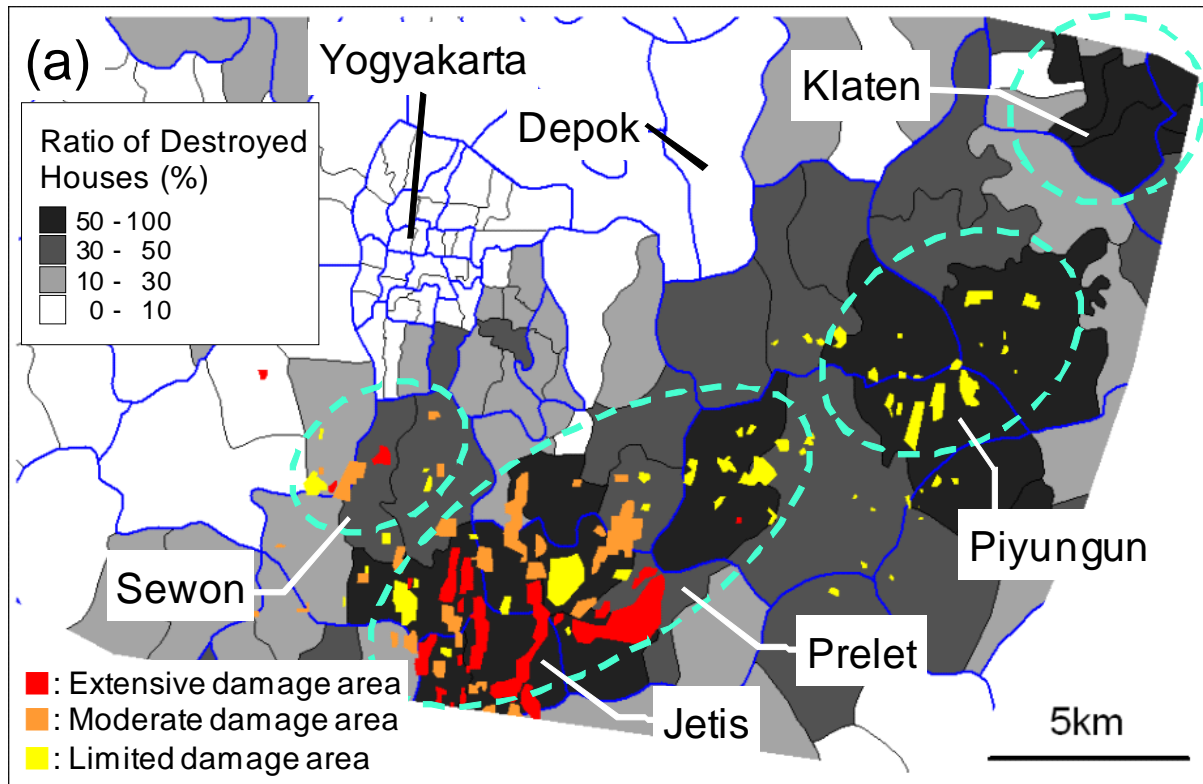 (a)
Yogyakarta
Klaten
Depok
Ratio of Destroyed
Houses (%)
50 - 100
30 - 50
10 - 30
0 - 10
Sewon
Piyungun
Prelet
Jetis
: Extensive damage area
: Moderate damage area
: Limited damage area
5km